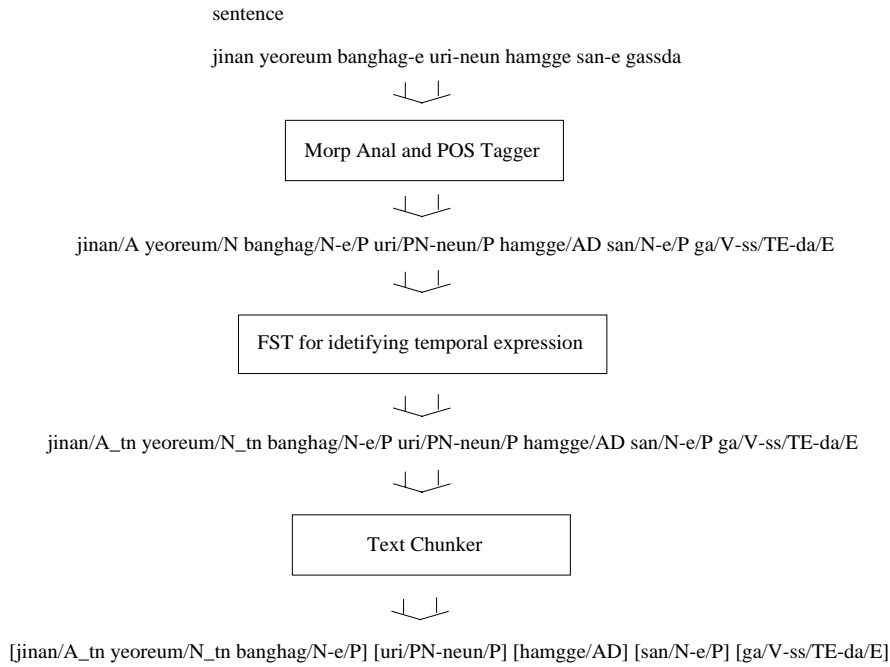 sentence
jinan yeoreum banghag-e uri-neun hamgge san-e gassda
Morp Anal and POS Tagger
jinan/A yeoreum/N banghag/N-e/P uri/PN-neun/P hamgge/AD san/N-e/P ga/V-ss/TE-da/E
FST for idetifying temporal expression
jinan/A_tn yeoreum/N_tn banghag/N-e/P uri/PN-neun/P hamgge/AD san/N-e/P ga/V-ss/TE-da/E
Text Chunker
[jinan/A_tn yeoreum/N_tn banghag/N-e/P] [uri/PN-neun/P] [hamgge/AD] [san/N-e/P] [ga/V-ss/TE-da/E]